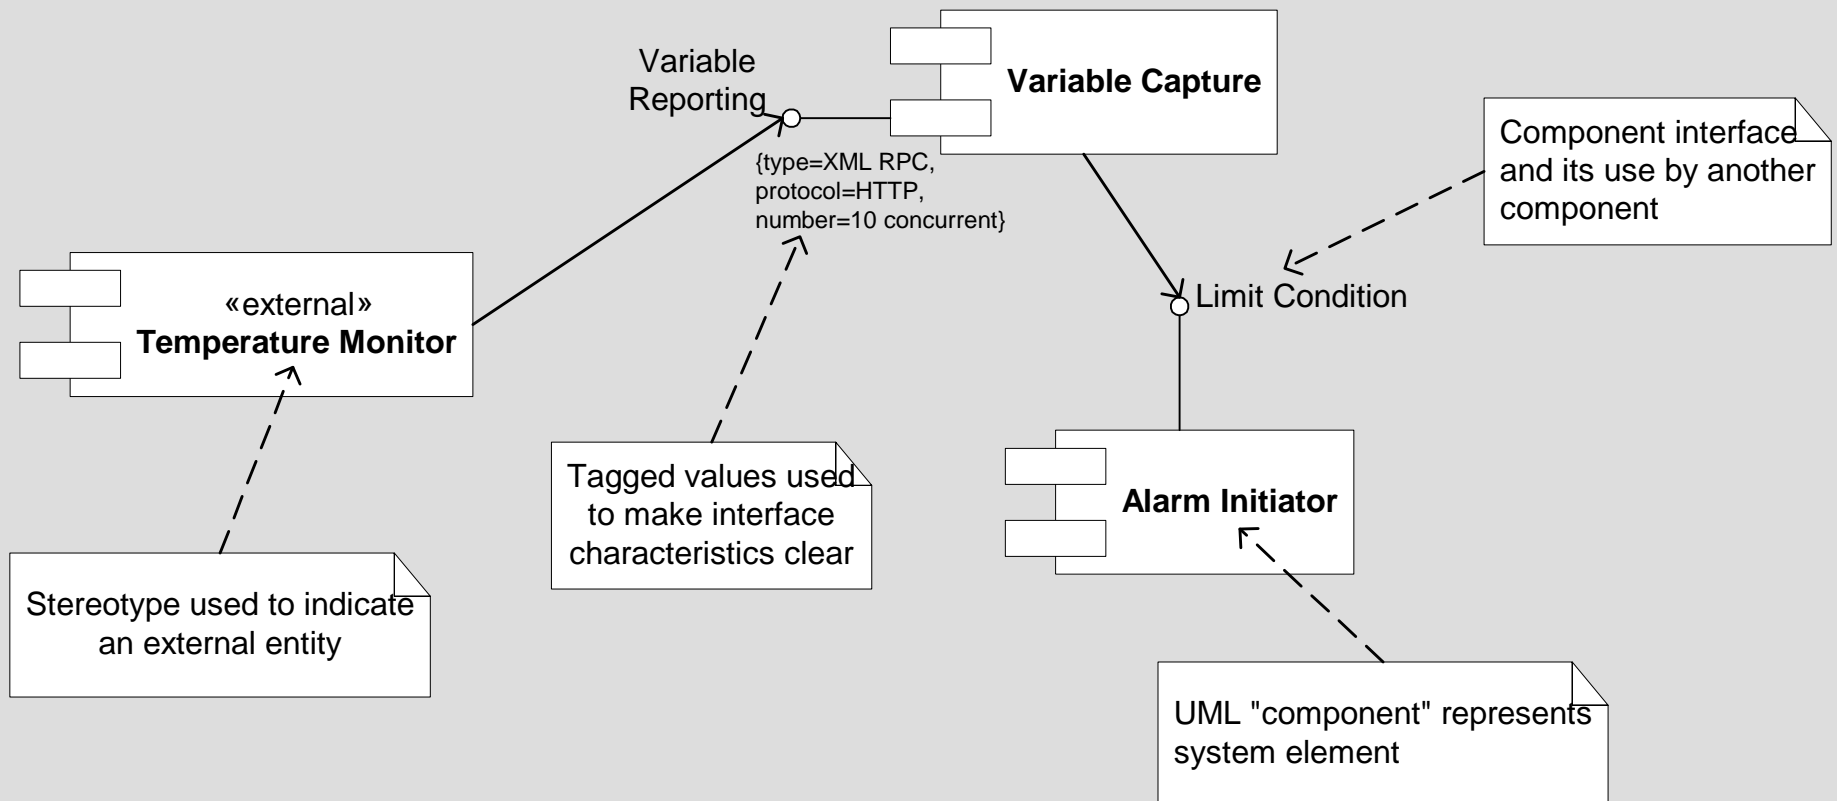 Variable
Reporting
Variable Capture
{type=XML RPC,
protocol=HTTP,
number=10 concurrent}
Component interface
and its use by another
component
«external»
Temperature Monitor
Limit Condition
Tagged values used
to make interface
characteristics clear
Alarm Initiator
Stereotype used to indicate
an external entity
UML "component" represents
system element